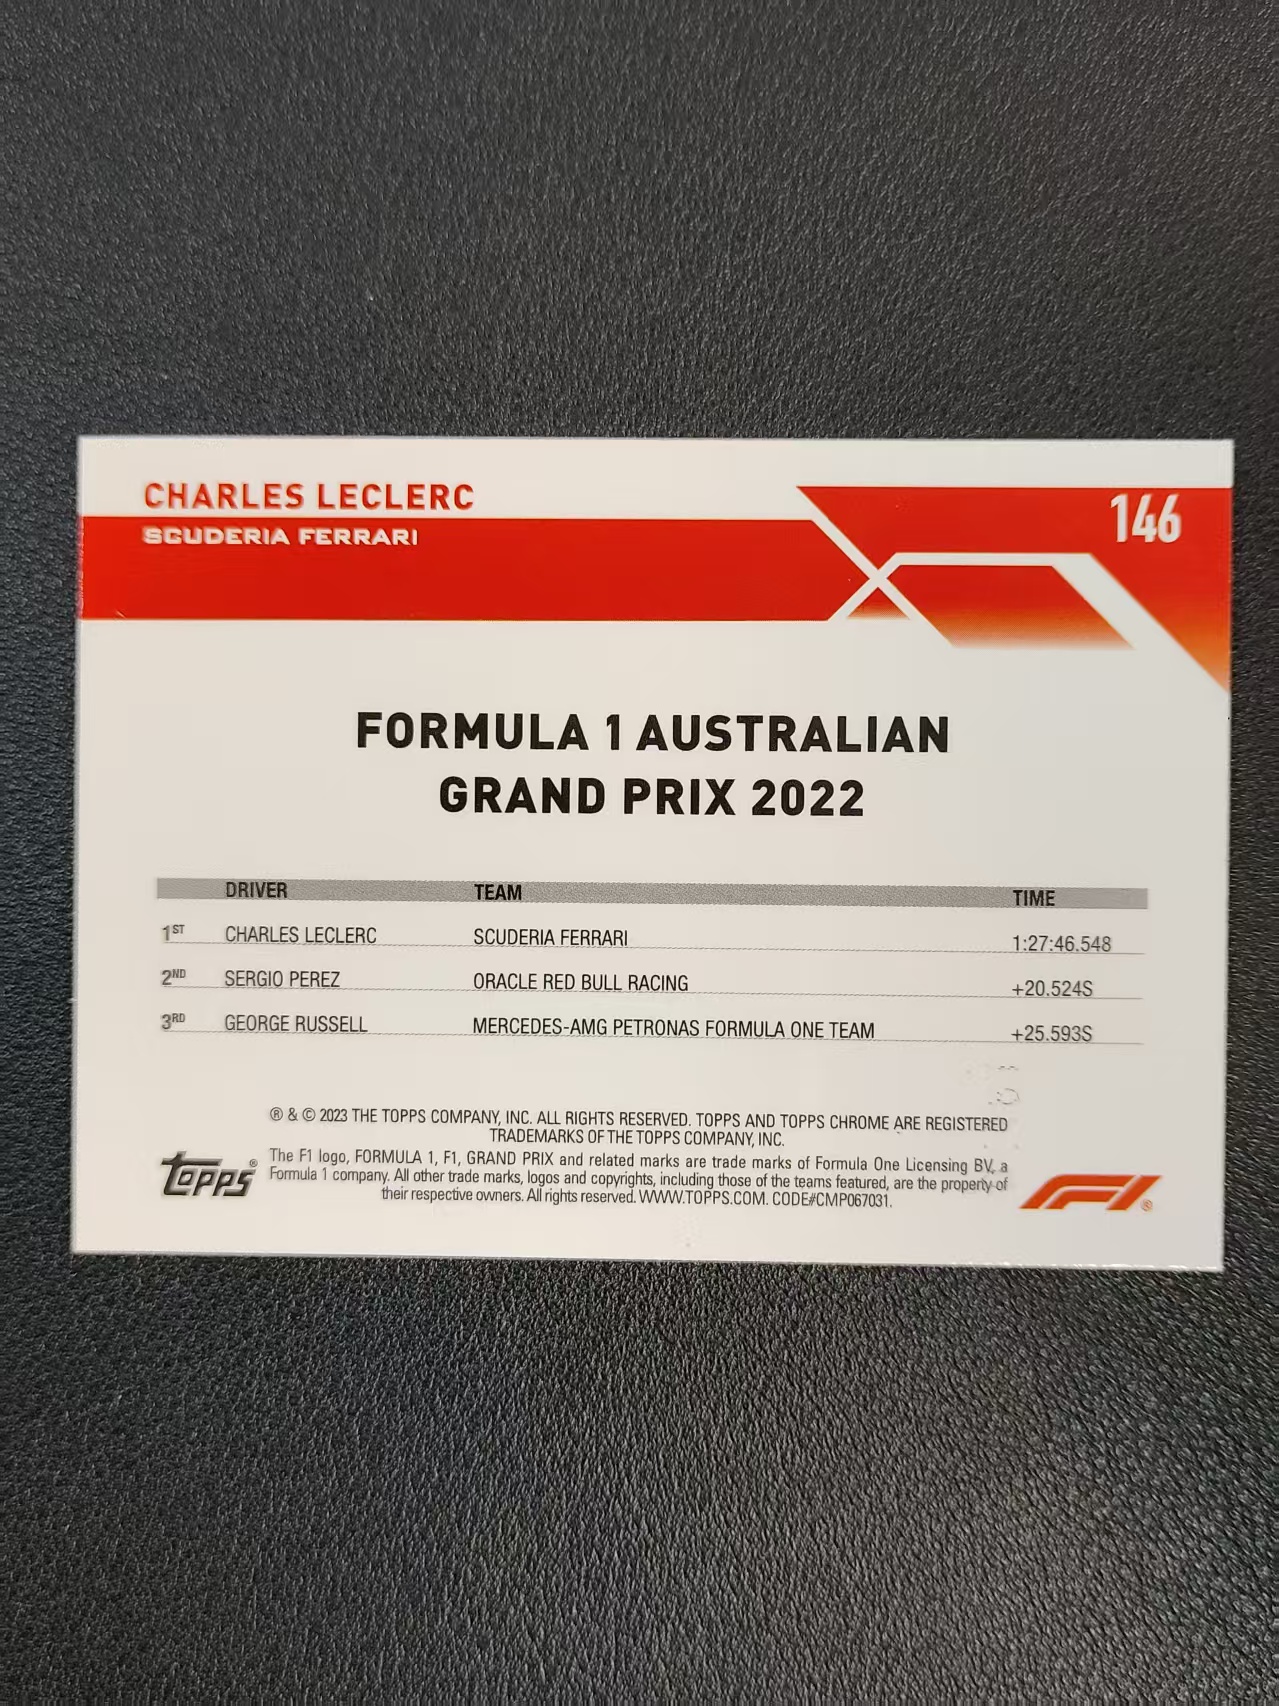 CHARLES LECLERC
SCUDERIA FERRARI
146
FORMULA 1 AUSTRALIAN
GRAND PRIX 2022
DRIVER TEAM TIME
1ST CHARLES LECLERC SCUDERIA FERRARI 1:27:46.548
2ND SERGIO PEREZ ORACLE RED BULL RACING +20.524S
3RD GEORGE RUSSELL MERCEDES-AMG PETRONAS FORMULA ONE TEAM +25.593S
® & © 2023 THE TOPPS COMPANY, INC. ALL RIGHTS RESERVED. TOPPS AND TOPPS CHROME ARE REGISTERED
TRADEMARKS OF THE TOPPS COMPANY, INC.
The F1 logo, FORMULA 1, F1, GRAND PRIX and related marks are trade marks of Formula One Licensing BV, a
Formula 1 company. All other trade marks, logos and copyrights, including those of the teams featured, are the property of
their respective owners. All rights reserved. WWW.TOPPS.COM. CODE#CMP067031.
Topps®
F1®